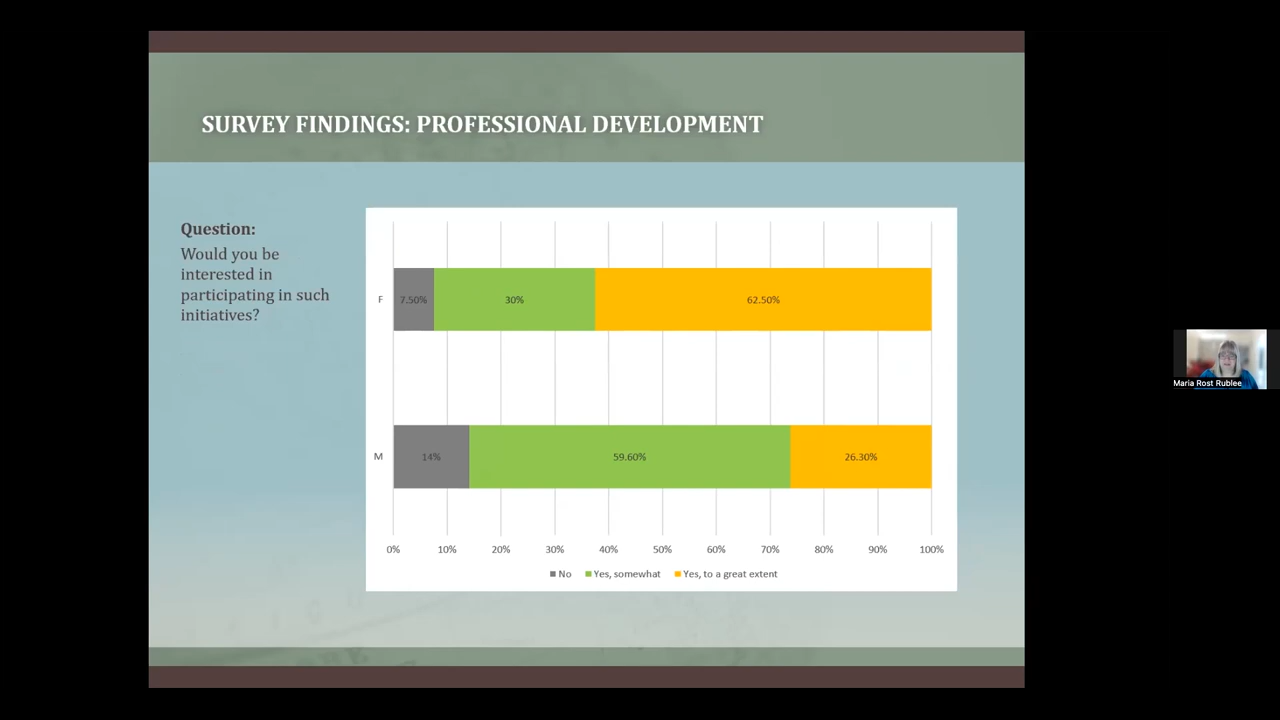 SURVEY FINDINGS: PROFESSIONAL DEVELOPMENT
Question:
Would you be
interested in
participating in such
initiatives?
F
7.50%
30%
62.50%
M
14%
59.60%
26.30%
0% 10% 20% 30% 40% 50% 60% 70% 80% 90% 100%
No Yes, somewhat Yes, to a great extent
Maria Rost Rublee